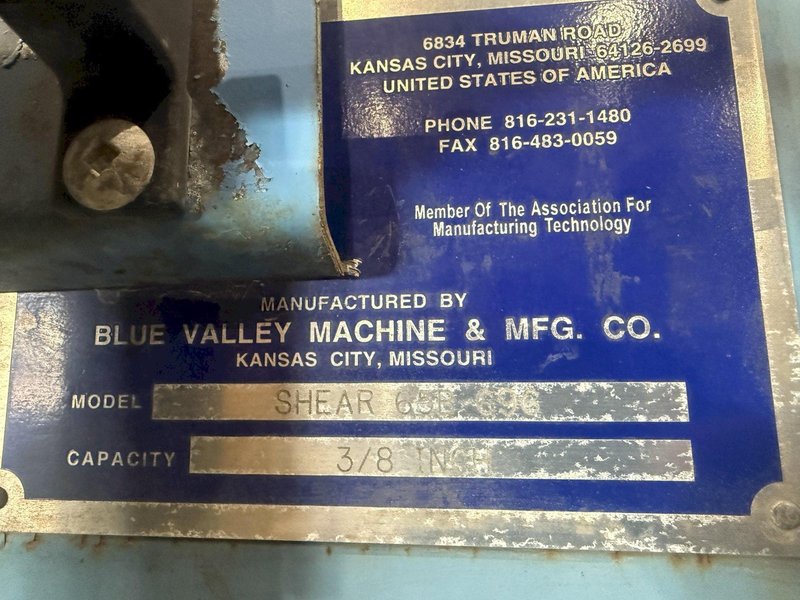 6834 TRUMAN ROAD
KANSAS CITY, MISSOURI 64126-2699
UNITED STATES OF AMERICA
PHONE 816-231-1480
FAX 816-483-0059
Member Of The Association For
Manufacturing Technology
MANUFACTURED BY
BLUE VALLEY MACHINE & MFG. CO.
KANSAS CITY, MISSOURI
MODEL SHEAR
CAPACITY 3/8 INCH